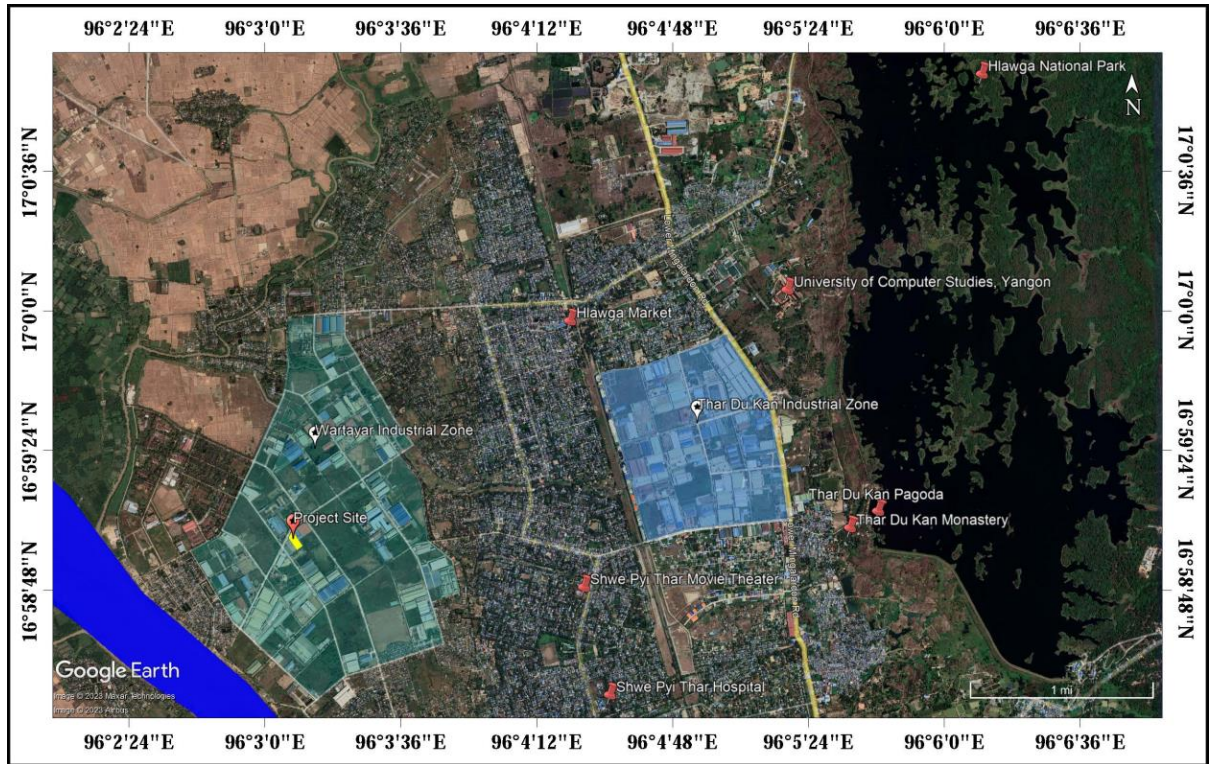 96°2'24"E 96°3'0"E 96°3'36"E 96°4'12"E 96°4'48"E 96°5'24"E 96°6'0"E 96°6'36"E
Hlawga National Park
N
17°0'36"N 17°0'36"N
University of Computer Studies, Yangon
17°0'0"N Hlawga Market 17°0'0"N
Thar Du Kan Industrial Zone
Wartayar Industrial Zone
16°59'24"N 16°59'24"N
Thar Du Kan Pagoda
Project Site Thar Du Kan Monastery
16°58'48"N Shwe Pyi Thar Movie Theater 16°58'48"N
Google Earth
Shwe Pyi Thar Hospital
1 mi
Image © 2023 Maxar Technologies
Image © 2023 Airbus
96°2'24"E 96°3'0"E 96°3'36"E 96°4'12"E 96°4'48"E 96°5'24"E 96°6'0"E 96°6'36"E